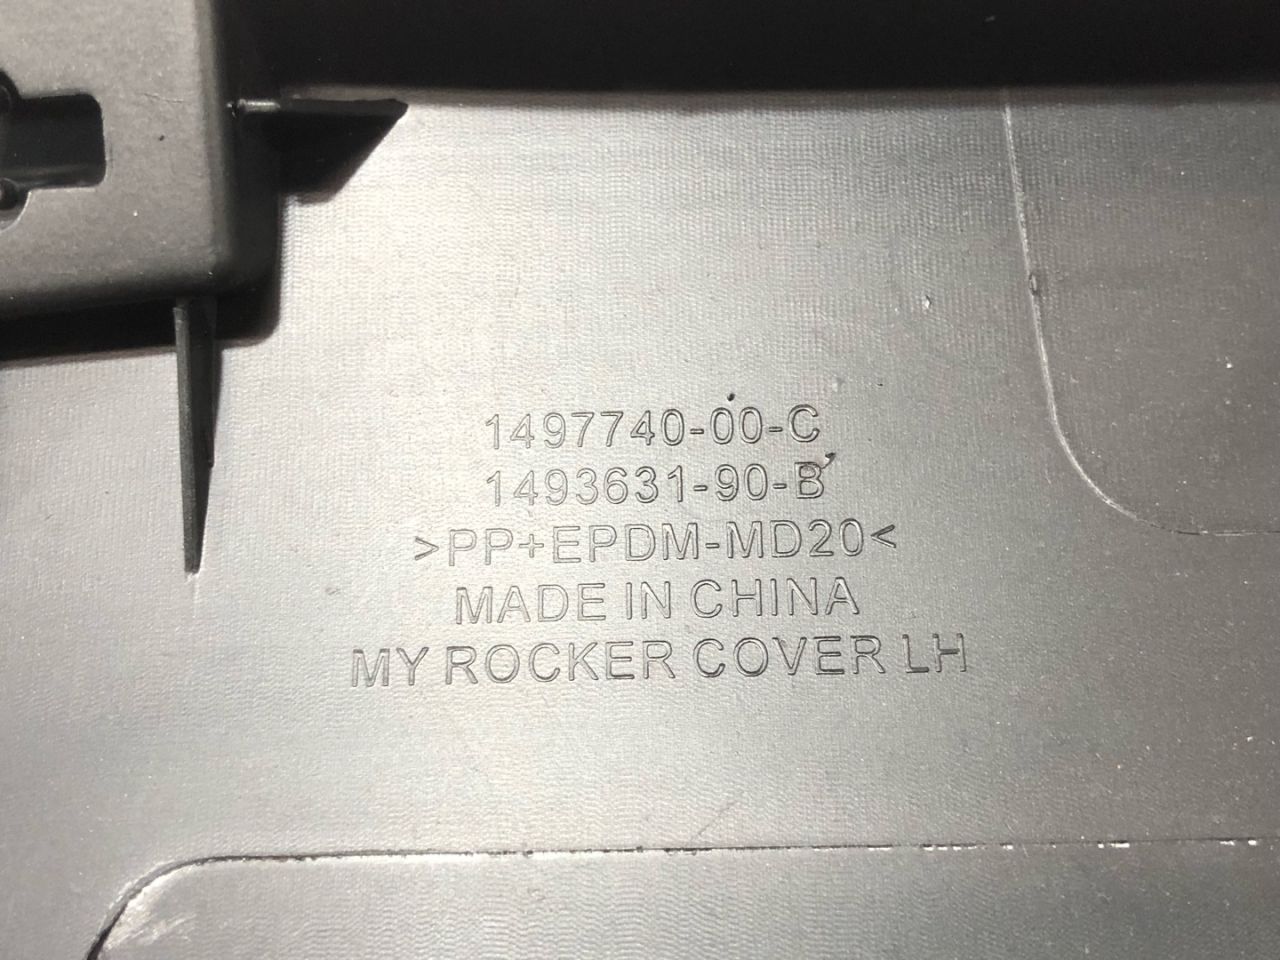 1497740-00-C
1493631-90-B
>PP+EPDM-MD20<
MADE IN CHINA
MY ROCKER COVER LH